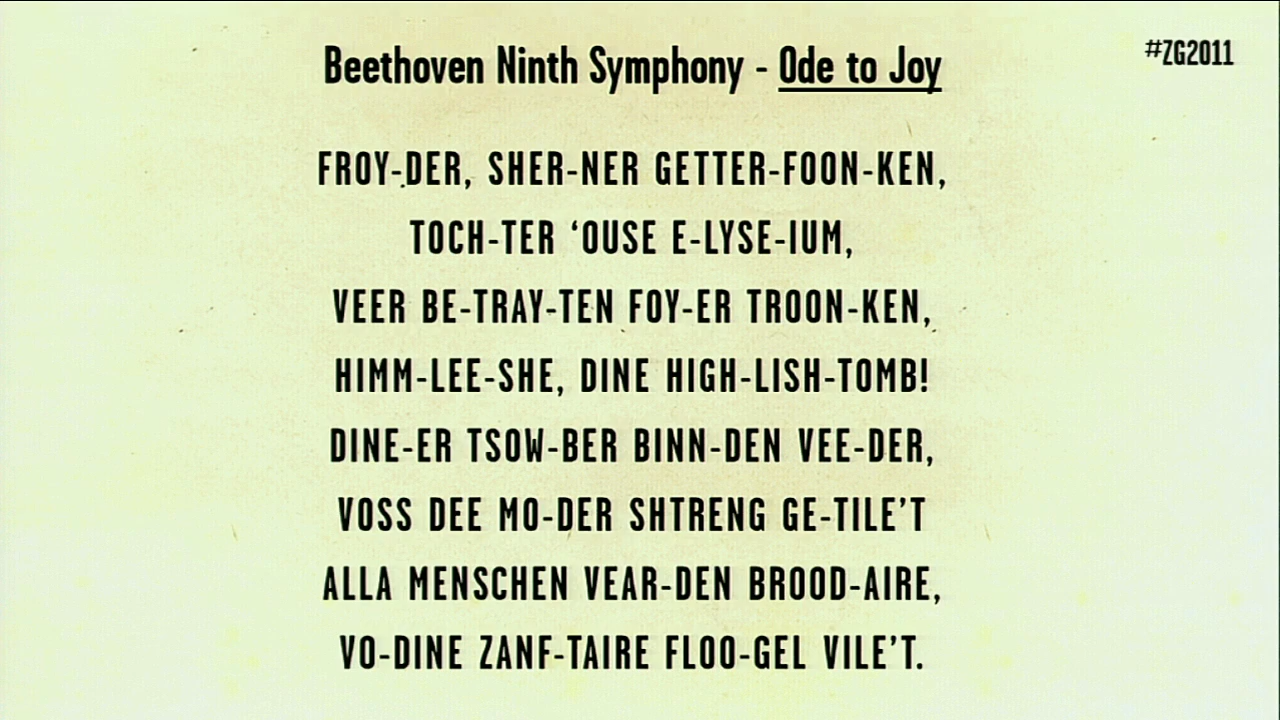 Beethoven Ninth Symphony - Ode to Joy
#ZG2011
FROY-DER, SHER-NER GETTER-FOON-KEN,
TOCH-TER ‘OUSE E-LYSE-IUM,
VEER BE-TRAY-TEN FOY-ER TROON-KEN,
HIMM-LEE-SHE, DINE HIGH-LISH-TOMB!
DINE-ER TSOW-BER BINN-DEN VEE-DER,
VOSS DEE MO-DER SHTRENG GE-TILE’T
ALLA MENSCHEN VEAR-DEN BROOD-AIRE,
VO-DINE ZANF-TAIRE FLOO-GEL VILE’T.